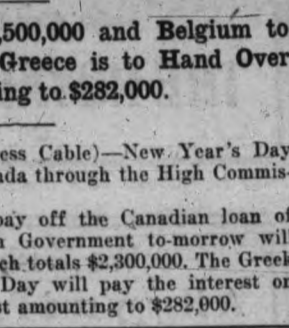 ,500,000 and Belgium to
Greece is to Hand Over
ing to $282,000.
ess Cable)—New Year's Day
ada through the High Commis-
pay off the Canadian loan of
n Government to-morrow will
ch totals $2,300,000. The Greek
Day will pay the interest on
st amounting to $282,000.